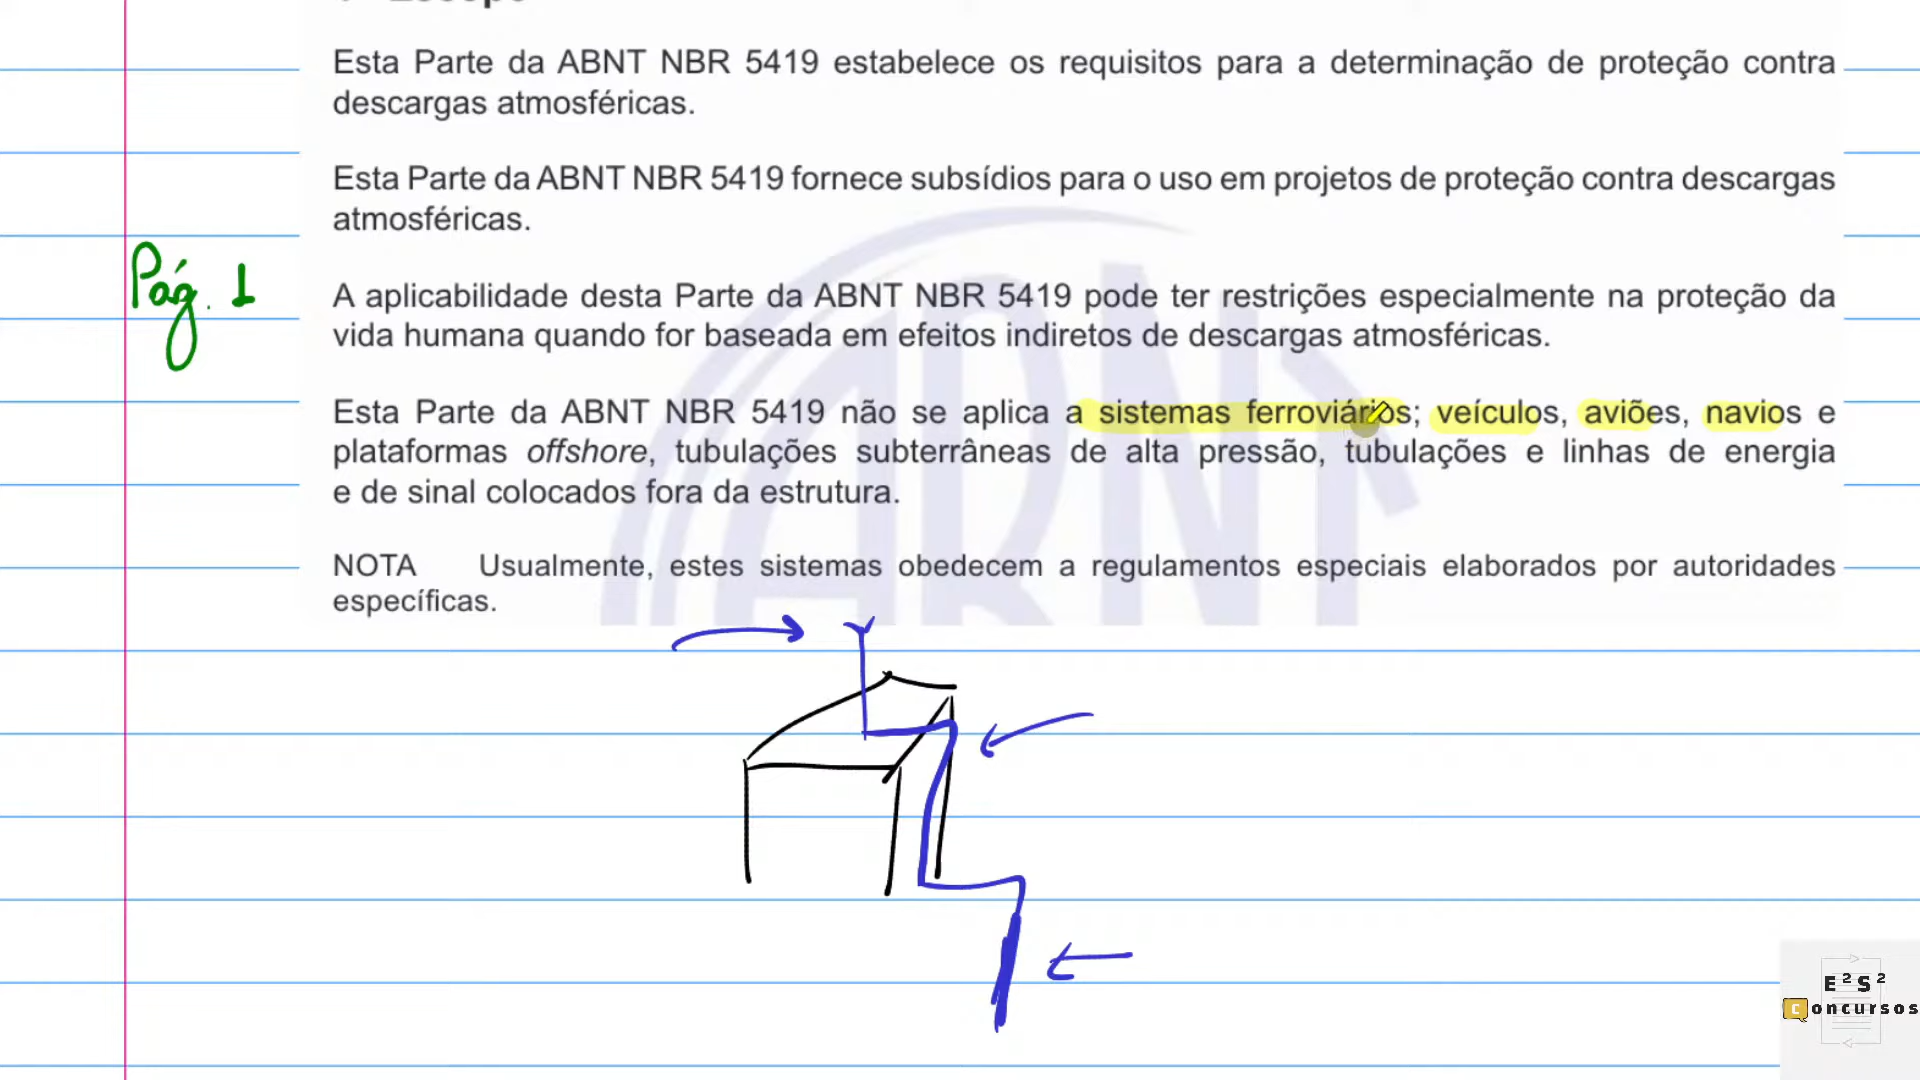 1 Escopo
Esta Parte da ABNT NBR 5419 estabelece os requisitos para a determinação de proteção contra
descargas atmosféricas.
Esta Parte da ABNT NBR 5419 fornece subsídios para o uso em projetos de proteção contra descargas
atmosféricas.
Pág. 1
A aplicabilidade desta Parte da ABNT NBR 5419 pode ter restrições especialmente na proteção da
vida humana quando for baseada em efeitos indiretos de descargas atmosféricas.
Esta Parte da ABNT NBR 5419 não se aplica a sistemas ferroviários; veículos, aviões, navios e
plataformas offshore, tubulações subterrâneas de alta pressão, tubulações e linhas de energia
e de sinal colocados fora da estrutura.
NOTA Usualmente, estes sistemas obedecem a regulamentos especiais elaborados por autoridades
específicas.
ABNT
E²S²
Concursos